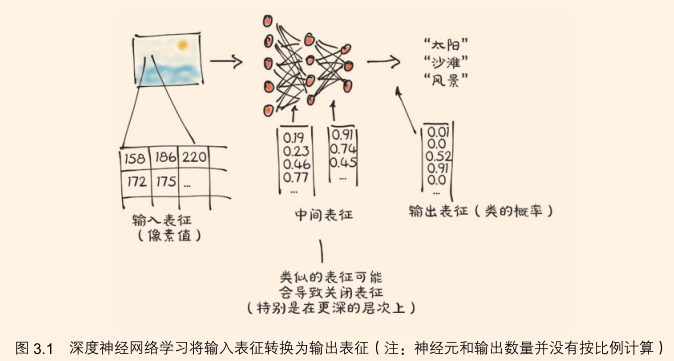 “太阳”
“沙滩”
“风景”
158 186 220
172 175 ...
0.19
0.23
0.46
0.77
...
0.91
0.74
0.45
...
0.01
0.0
0.52
0.91
0.0
...
输入表征
（像素值）
中间表征
输出表征（类的概率）
类似的表征可能
会导致关闭表征
（特别是在更深的层次上）
图 3.1 深度神经网络学习将输入表征转换为输出表征（注：神经元和输出数量并没有按比例计算）